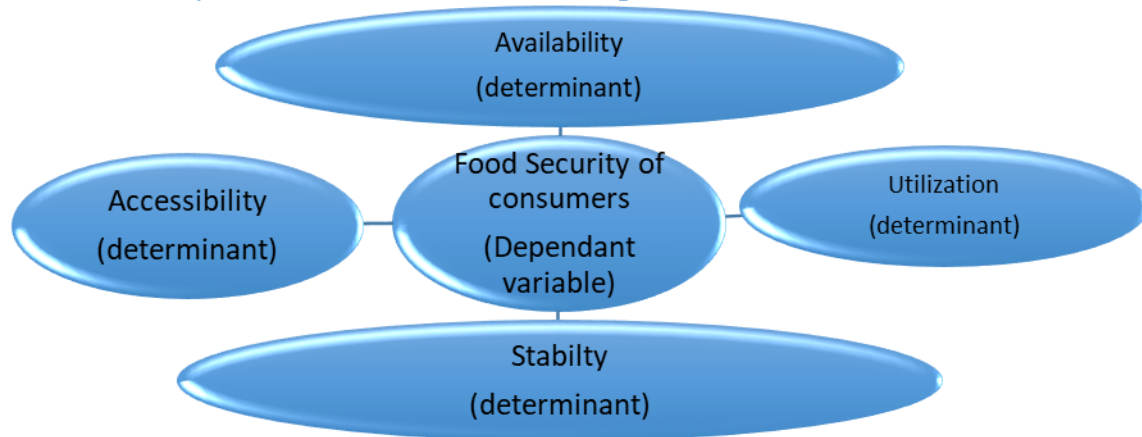 Availability
(determinant)
Food Security of
consumers
(Dependant
variable)
Accessibility
(determinant)
Utilization
(determinant)
Stabilty
(determinant)